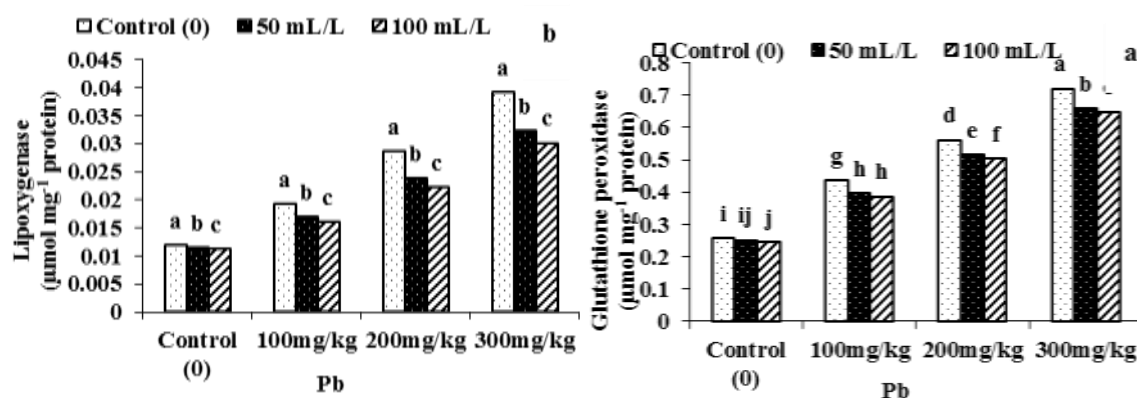 Control (0) 50 mL/L 100 mL/L b
0.045
0.04
0.035
0.03
0.025
0.02
0.015
0.01
0.005
0
Lipoxygenase
(µmol mg⁻¹ protein)
a b c
a b c
a b c
a b c
Control
(0)
100mg/kg 200mg/kg 300mg/kg
Pb
Control (0) 50 mL/L 100 mL/L a
0.8
0.7
0.6
0.5
0.4
0.3
0.2
0.1
0
Glutathione peroxidase
(µmol mg⁻¹ protein)
i ij j
g h h
d e f
a b
Control
(0)
100mg/kg 200mg/kg 300mg/kg
Pb